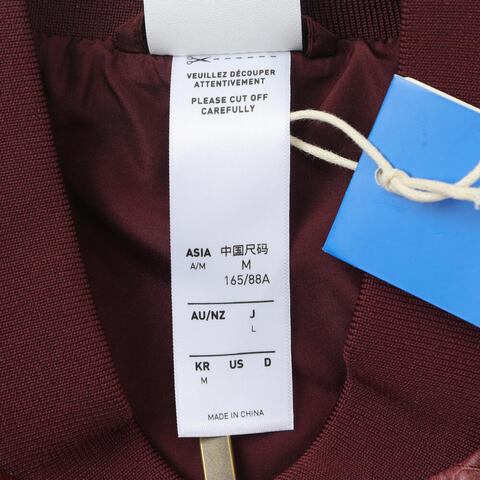 VEUILLEZ DÉCOUPER
ATTENTIVEMENT
PLEASE CUT OFF
CAREFULLY
ASIA 中国尺码
A/M M
165/88A
AU/NZ J
L
KR US D
M
MADE IN CHINA